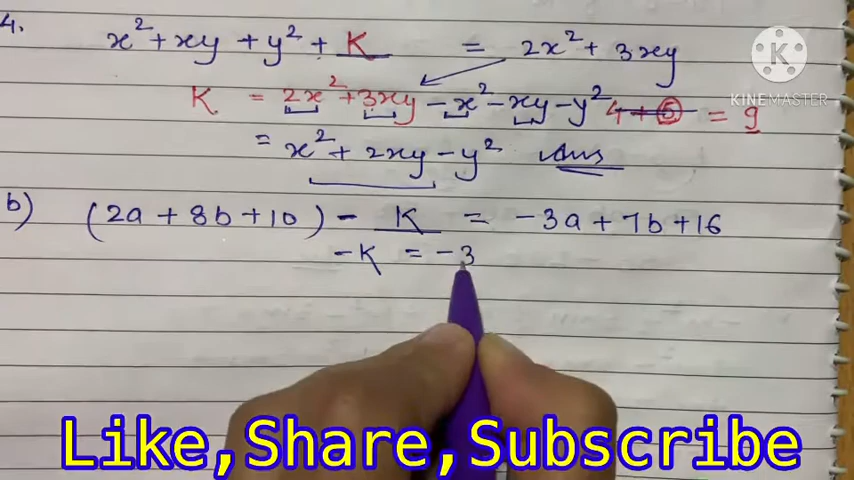 4.
x² + xy + y² + K = 2x² + 3xy
K = 2x² + 3xy - x² - xy - y² 4 + 5 = 9
= x² + 2xy - y² Ans
b) (2a + 8b + 10) - K = -3a + 7b + 16
-K = -3
K
KINEMASTER
Like,Share,Subscribe